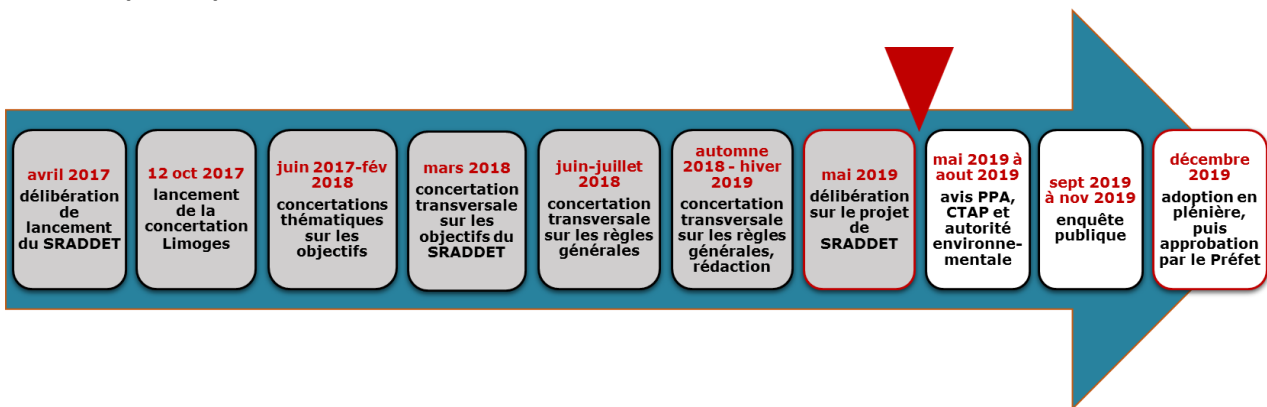 avril 2017
délibération
de
lancement
du SRADDET
12 oct 2017
lancement
de la
concertation
Limoges
juin 2017-fév
2018
concertations
thématiques
sur les
objectifs
mars 2018
concertation
transversale
sur les
objectifs du
SRADDET
juin-juillet
2018
concertation
transversale
sur les règles
générales
automne
2018 - hiver
2019
concertation
transversale
sur les règles
générales,
rédaction
mai 2019
délibération
sur le projet
de
SRADDET
mai 2019 à
aout 2019
avis PPA,
CTAP et
autorité
environne-
mentale
sept 2019
à nov 2019
enquête
publique
décembre
2019
adoption en
plénière,
puis
approbation
par le Préfet